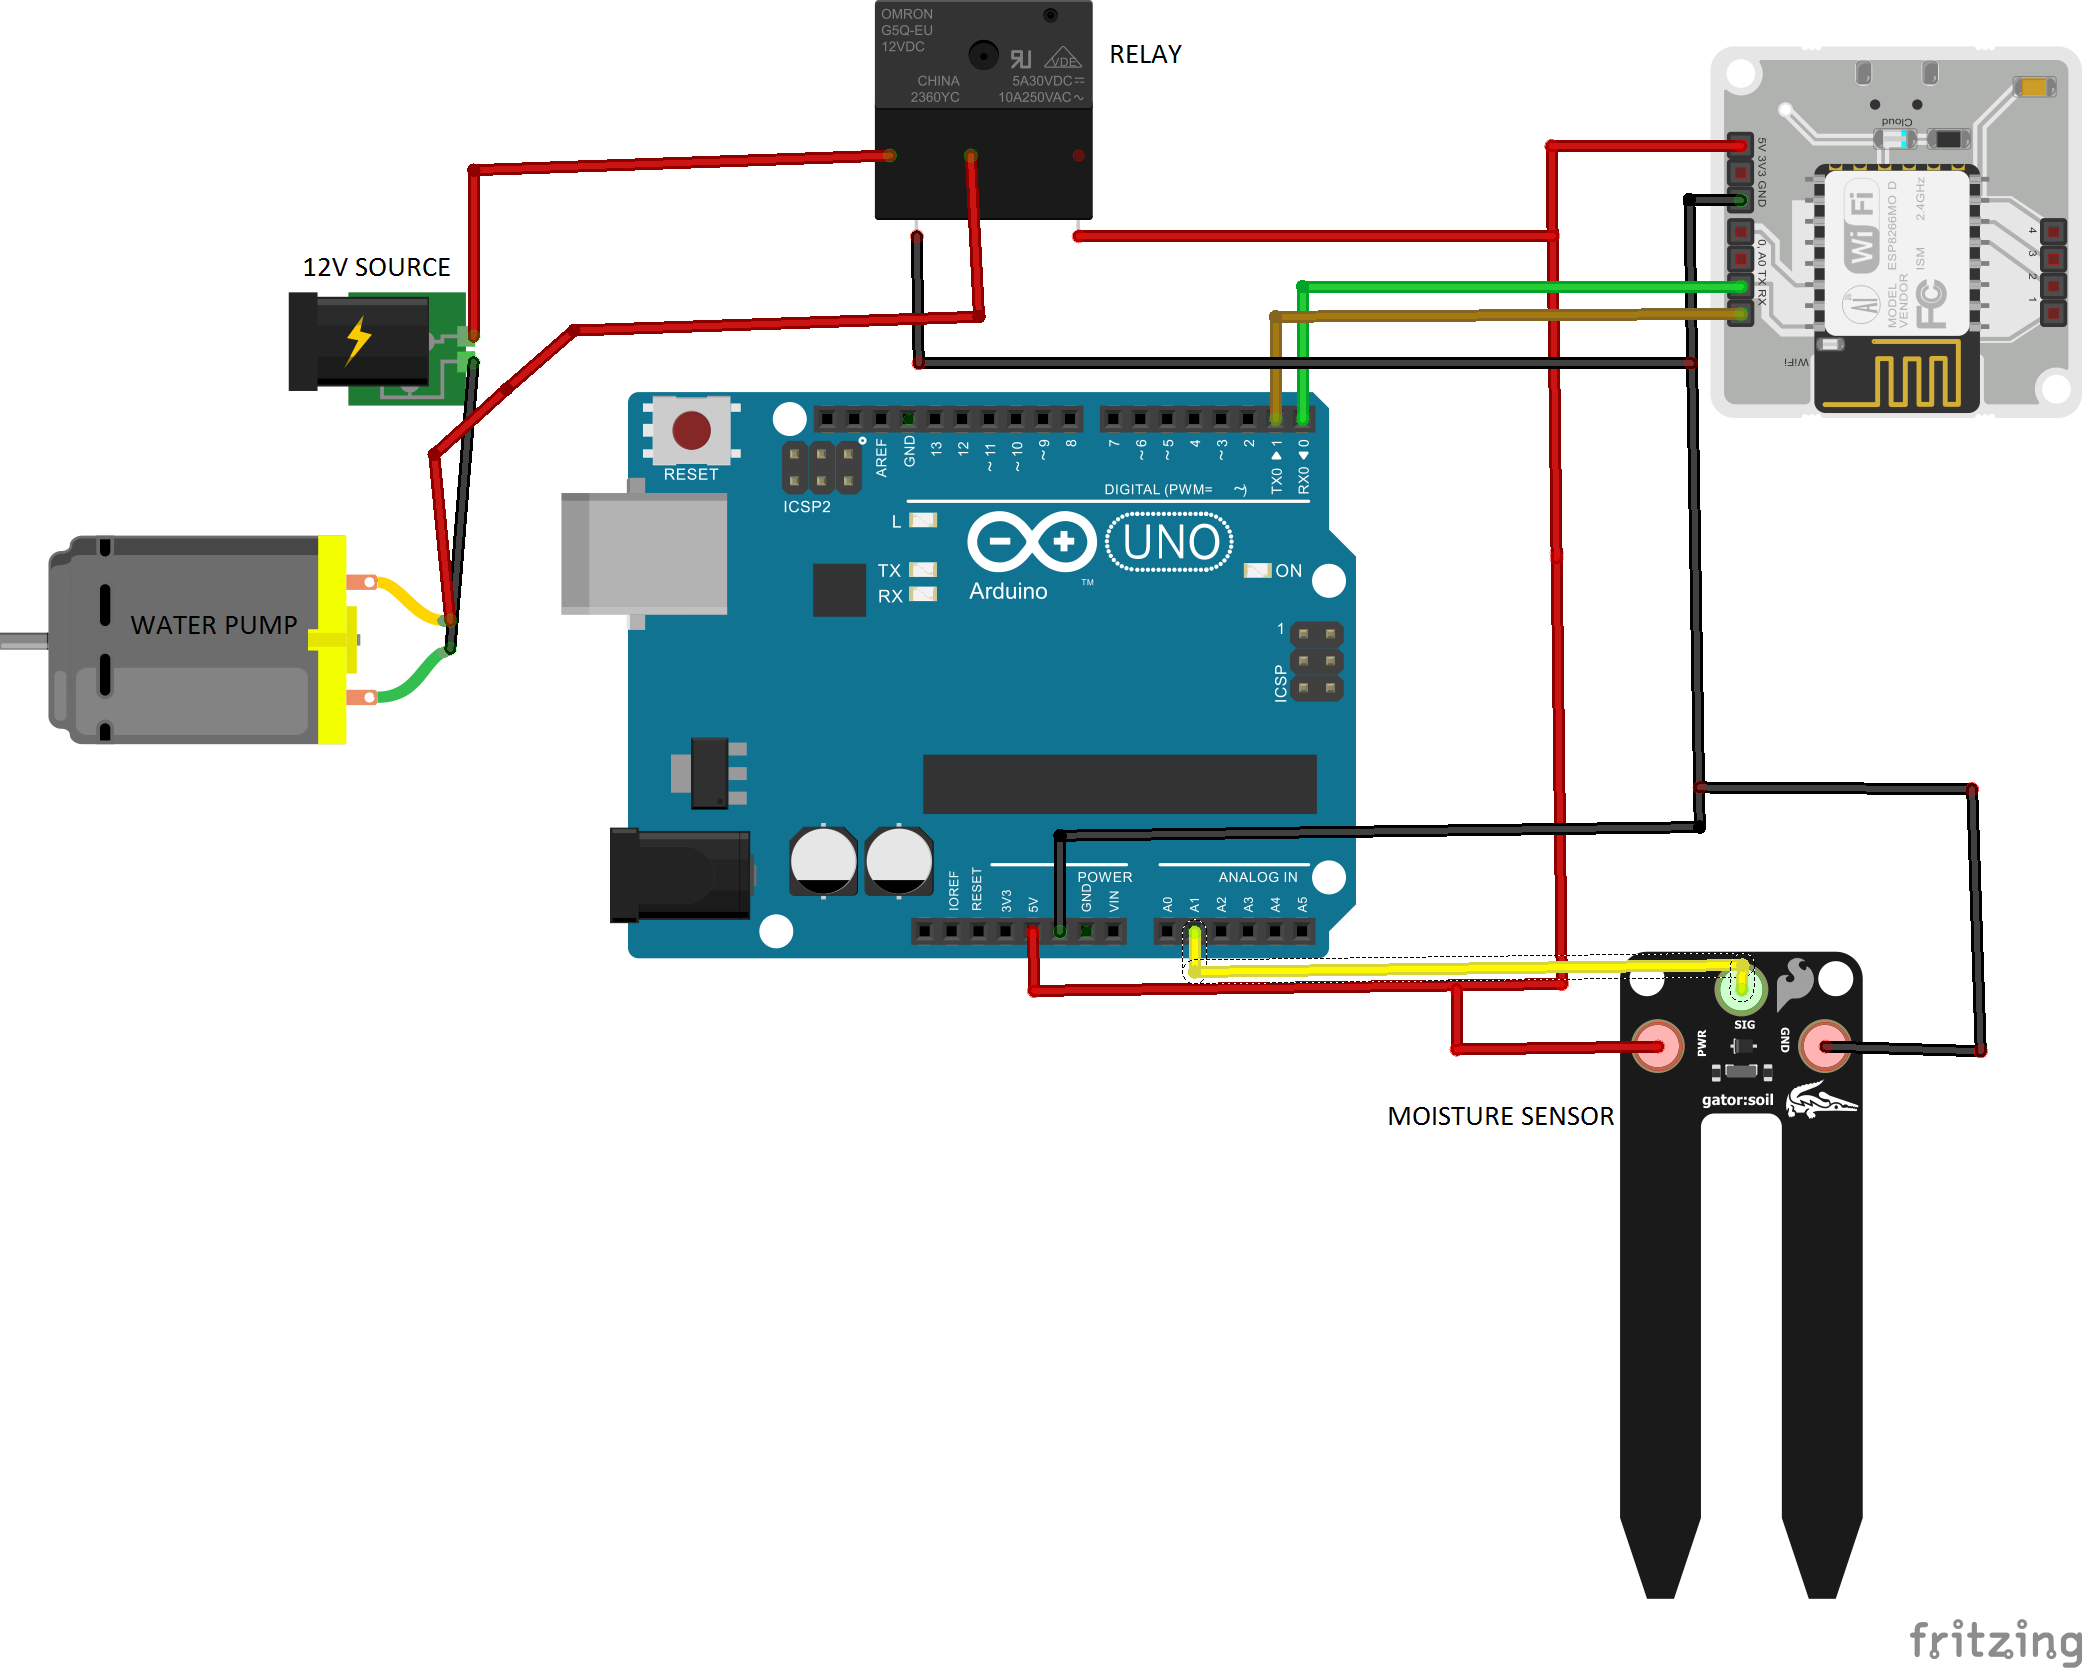 OMRON
G5Q-EU
12VDC
CHINA
2360YC
VDE
5A30VDC
10A250VAC~
RELAY
12V SOURCE
Cloud
5V 3V3 GND
0, A0 TX RX
Wi Fi
MODEL ESP8266MO D
VENDOR
ISM 2.4GHz
AI
FC
4
3
2
1
WiFi
RESET
ICSP2
AREF
GND
13
12
~11
~10
~9
8
7
~6
~5
4
~3
2
TX0 ▶ 1
RX0 ◀ 0
DIGITAL (PWM= ~)
L
TX
RX
UNO
Arduino
TM
ON
1
ICSP
WATER PUMP
IOREF
RESET
3V3
5V
GND
VIN
POWER
ANALOG IN
A0
A1
A2
A3
A4
A5
SIG
PWR
GND
gator:soil
MOISTURE SENSOR
fritzing